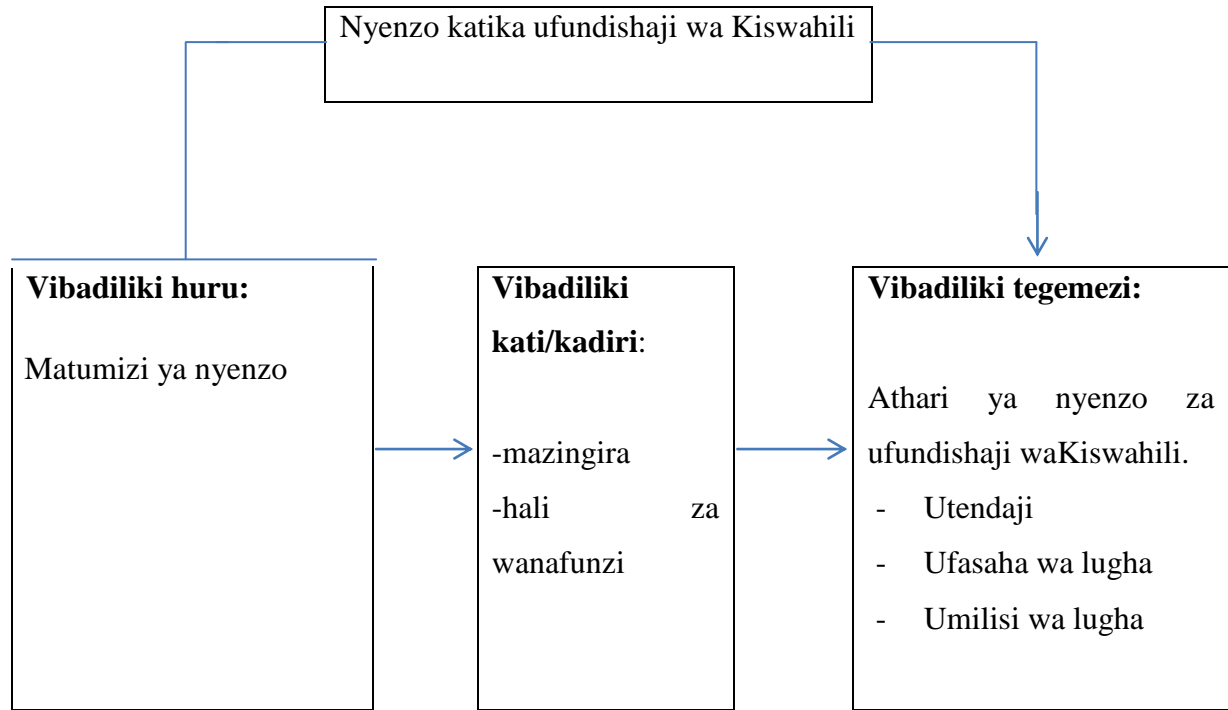 Nyenzo katika ufundishaji wa Kiswahili
Vibadiliki huru:
Matumizi ya nyenzo
Vibadiliki
kati/kadiri:
-mazingira
-hali za
wanafunzi
Vibadiliki tegemezi:
Athari ya nyenzo za
ufundishaji waKiswahili.
- Utendaji
- Ufasaha wa lugha
- Umilisi wa lugha